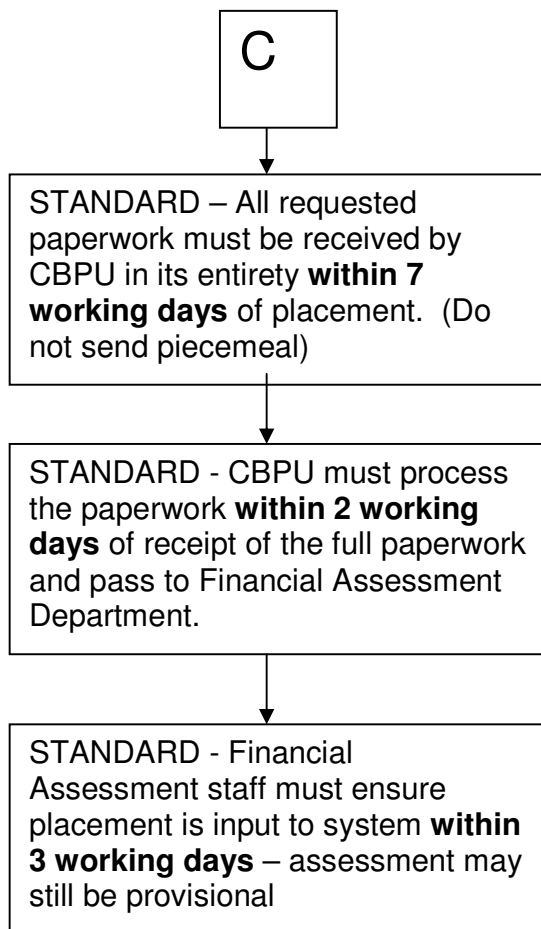 C
STANDARD – All requested
paperwork must be received by
CBPU in its entirety within 7
working days of placement.  (Do
not send piecemeal)
STANDARD - CBPU must process
the paperwork within 2 working
days of receipt of the full paperwork
and pass to Financial Assessment
Department.
STANDARD - Financial
Assessment staff must ensure
placement is input to system within
3 working days – assessment may
still be provisional